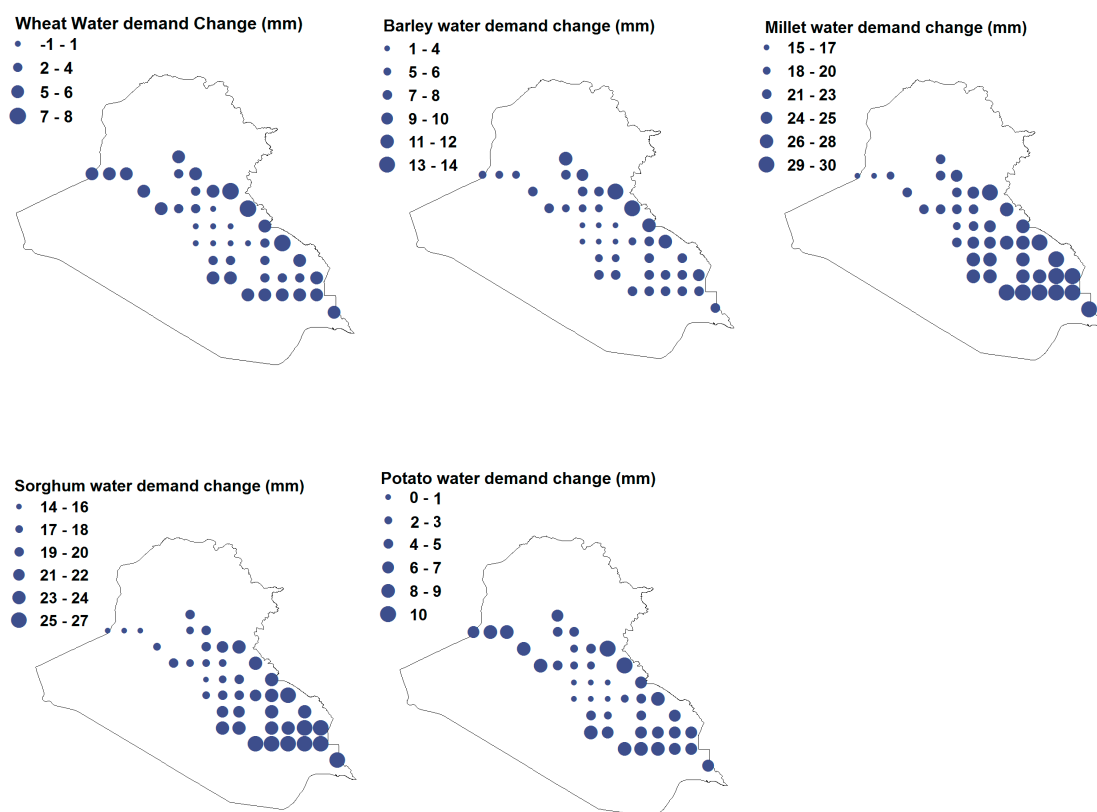 Wheat Water demand Change (mm)
-1 - 1
2 - 4
5 - 6
7 - 8
Barley water demand change (mm)
1 - 4
5 - 6
7 - 8
9 - 10
11 - 12
13 - 14
Millet water demand change (mm)
15 - 17
18 - 20
21 - 23
24 - 25
26 - 28
29 - 30
Sorghum water demand change (mm)
14 - 16
17 - 18
19 - 20
21 - 22
23 - 24
25 - 27
Potato water demand change (mm)
0 - 1
2 - 3
4 - 5
6 - 7
8 - 9
10